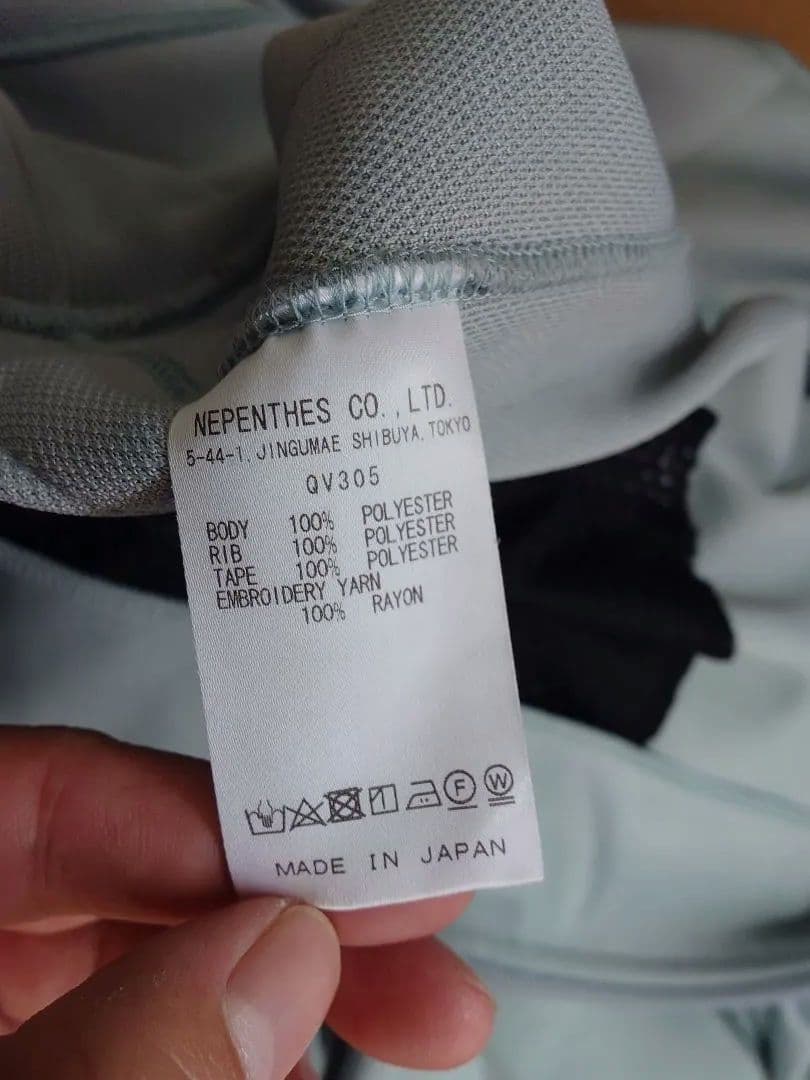 NEPENTHES CO.,LTD.
5-44-1,JINGUMAE SHIBUYA,TOKYO
QV305
BODY 100% POLYESTER
RIB 100% POLYESTER
TAPE 100% POLYESTER
EMBROIDERY YARN
100% RAYON
F W
MADE IN JAPAN